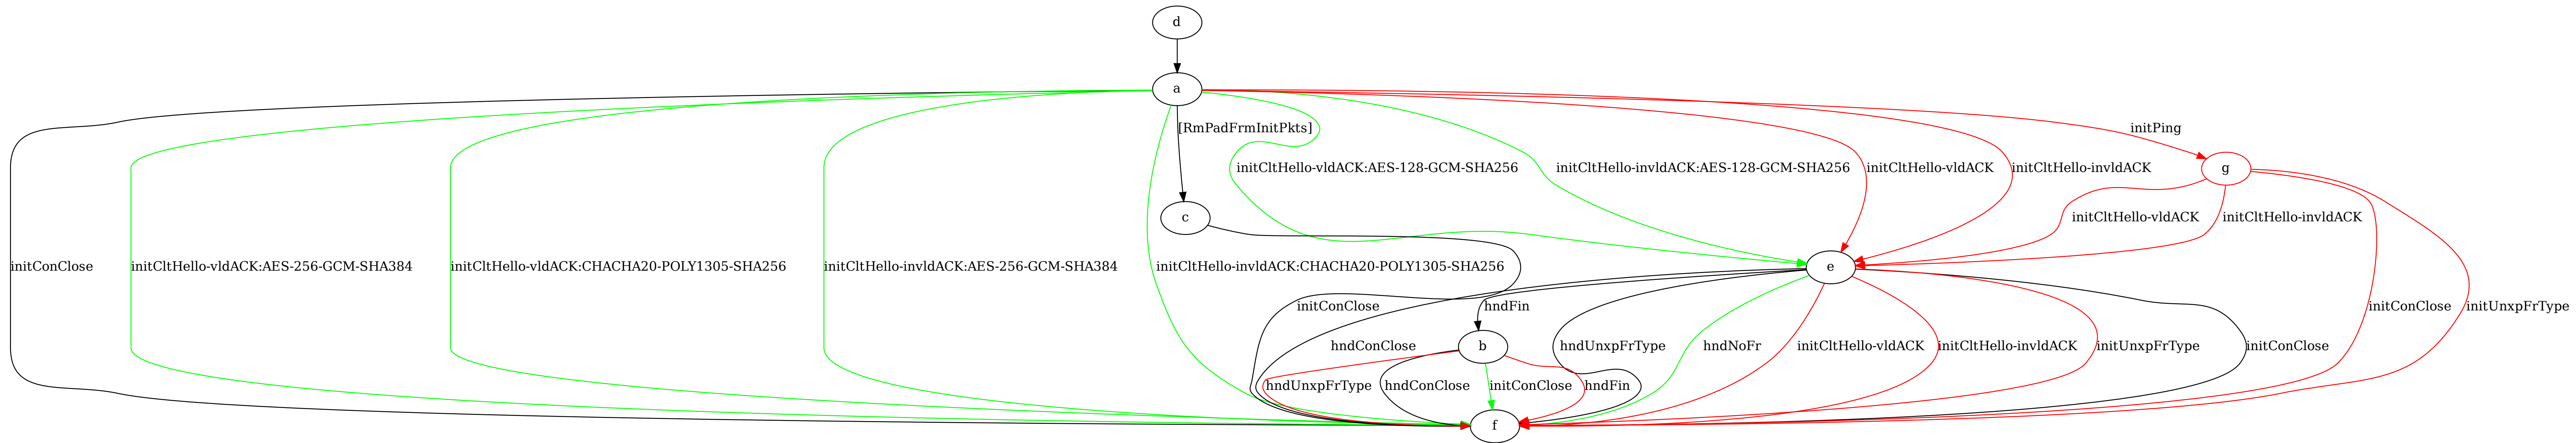 d
a
[RmPadFrmInitPkts]
initPing
initCltHello-vldACK:AES-128-GCM-SHA256
initCltHello-invldACK:AES-128-GCM-SHA256
initCltHello-vldACK
initCltHello-invldACK
g
c
initCltHello-vldACK
initCltHello-invldACK
initConClose
initCltHello-vldACK:AES-256-GCM-SHA384
initCltHello-vldACK:CHACHA20-POLY1305-SHA256
initCltHello-invldACK:AES-256-GCM-SHA384
initCltHello-invldACK:CHACHA20-POLY1305-SHA256
e
initConClose
hndFin
initConClose
initUnxpFrType
hndConClose
b
hndUnxpFrType
hndNoFr
initCltHello-vldACK
initCltHello-invldACK
initUnxpFrType
initConClose
hndUnxpFrType
hndConClose
initConClose
hndFin
f